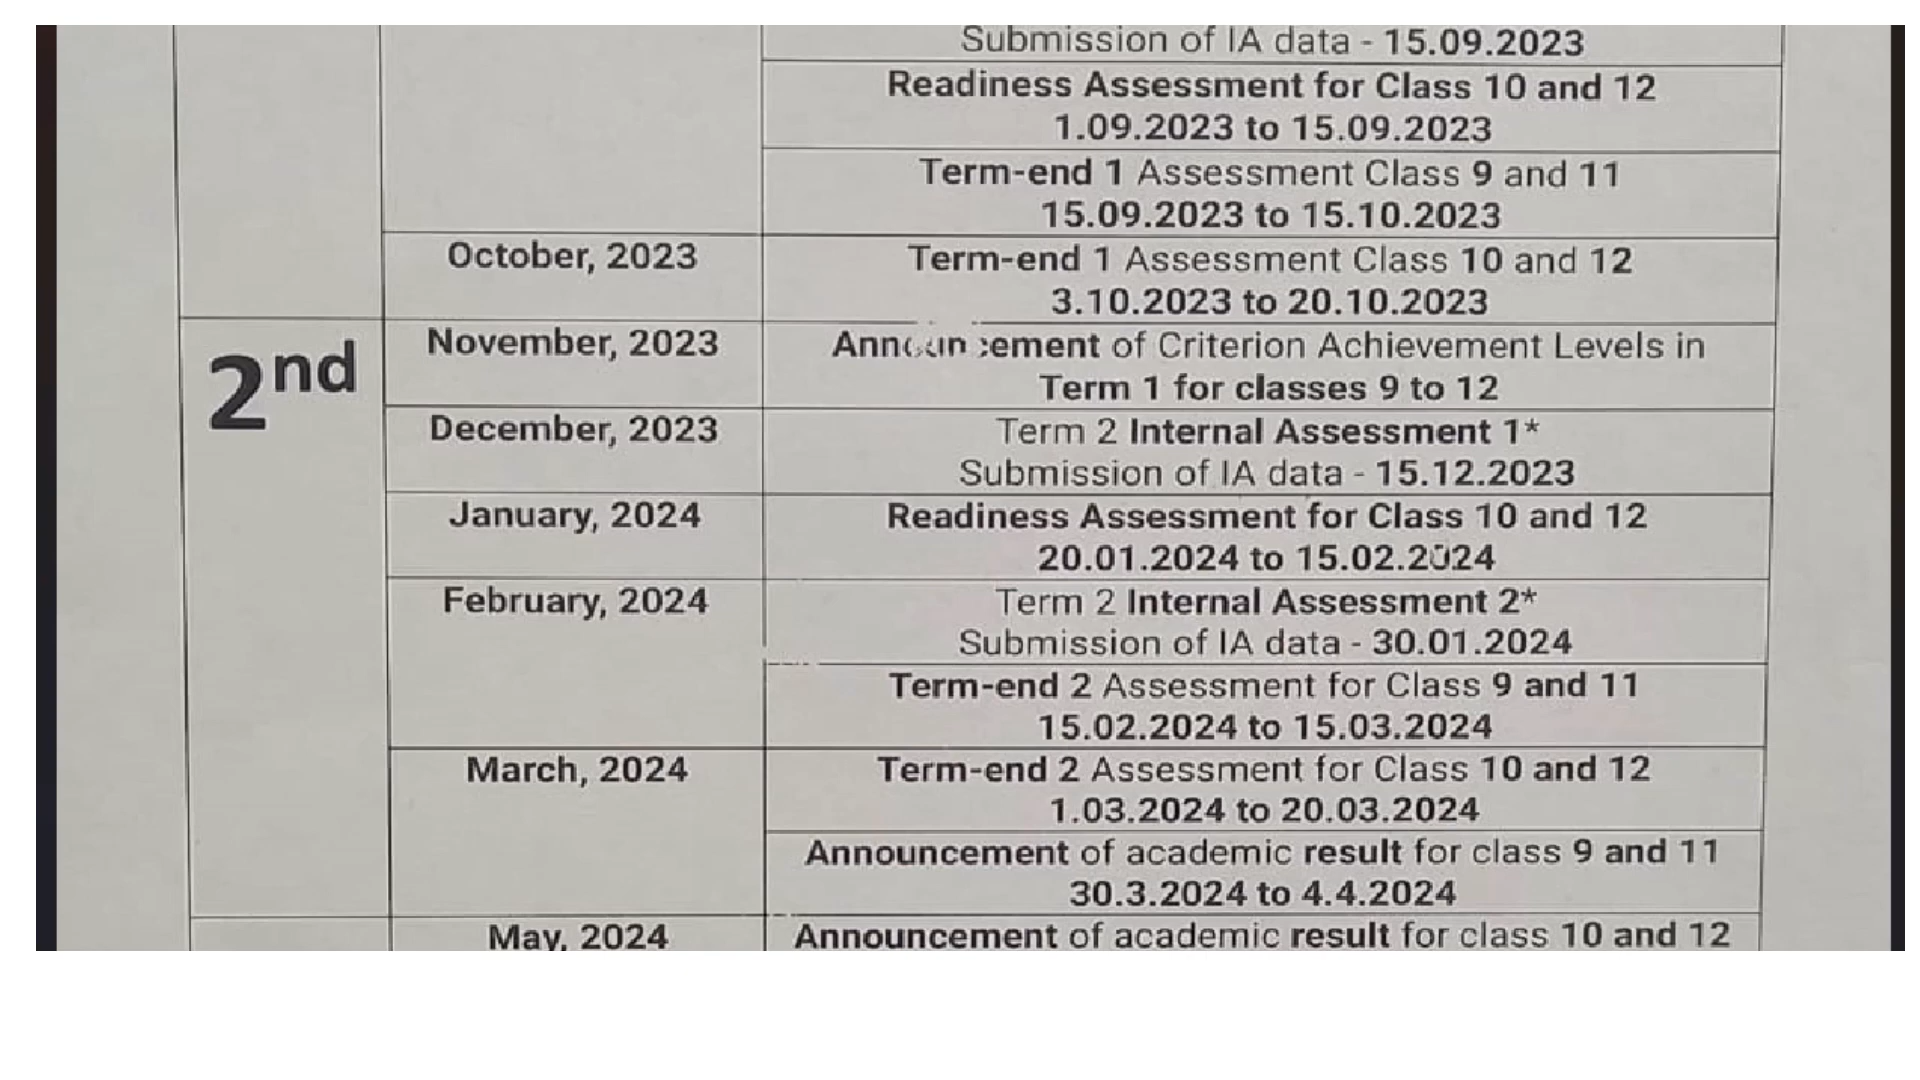 Submission of IA data - 15.09.2023
Readiness Assessment for Class 10 and 12
1.09.2023 to 15.09.2023
Term-end 1 Assessment Class 9 and 11
15.09.2023 to 15.10.2023
October, 2023
Term-end 1 Assessment Class 10 and 12
3.10.2023 to 20.10.2023
2nd
November, 2023
Announcement of Criterion Achievement Levels in
Term 1 for classes 9 to 12
December, 2023
Term 2 Internal Assessment 1*
Submission of IA data - 15.12.2023
January, 2024
Readiness Assessment for Class 10 and 12
20.01.2024 to 15.02.2024
February, 2024
Term 2 Internal Assessment 2*
Submission of IA data - 30.01.2024
Term-end 2 Assessment for Class 9 and 11
15.02.2024 to 15.03.2024
March, 2024
Term-end 2 Assessment for Class 10 and 12
1.03.2024 to 20.03.2024
Announcement of academic result for class 9 and 11
30.3.2024 to 4.4.2024
May, 2024
Announcement of academic result for class 10 and 12